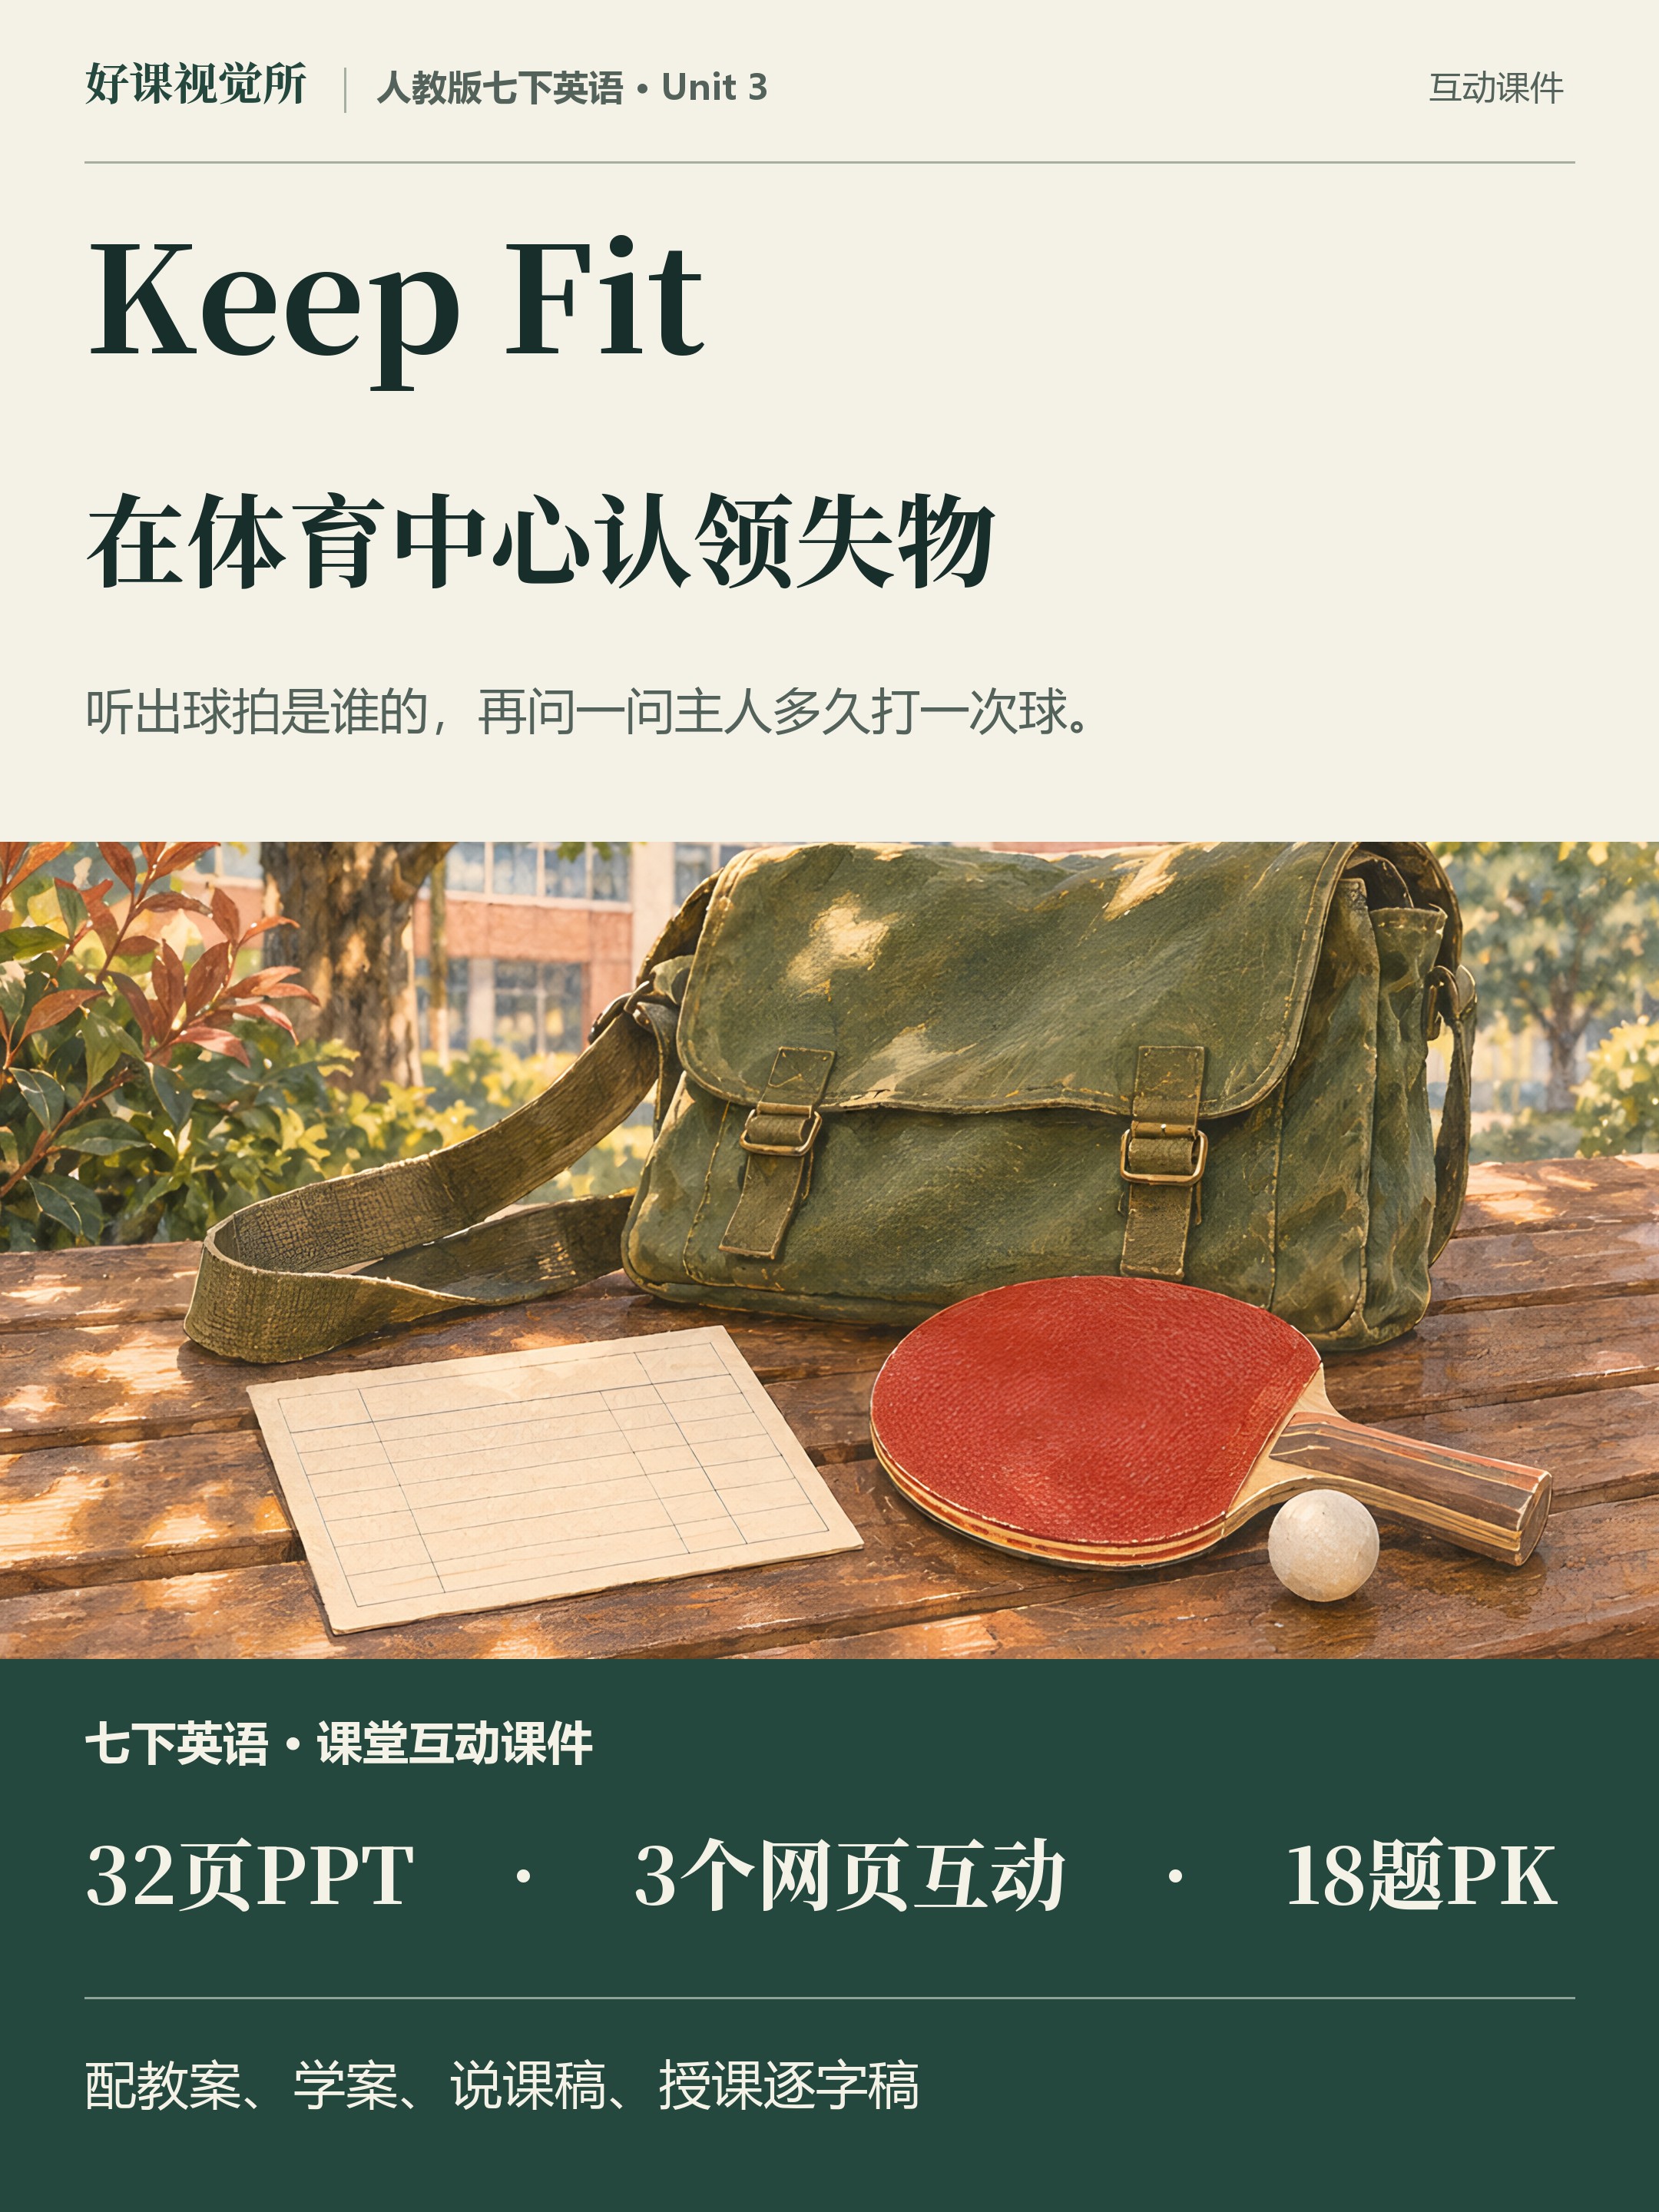 好课视觉所 人教版七下英语·Unit 3 互动课件
Keep Fit
在体育中心认领失物
听出球拍是谁的，再问一问主人多久打一次球。
七下英语·课堂互动课件
32页PPT · 3个网页互动 · 18题PK
配教案、学案、说课稿、授课逐字稿